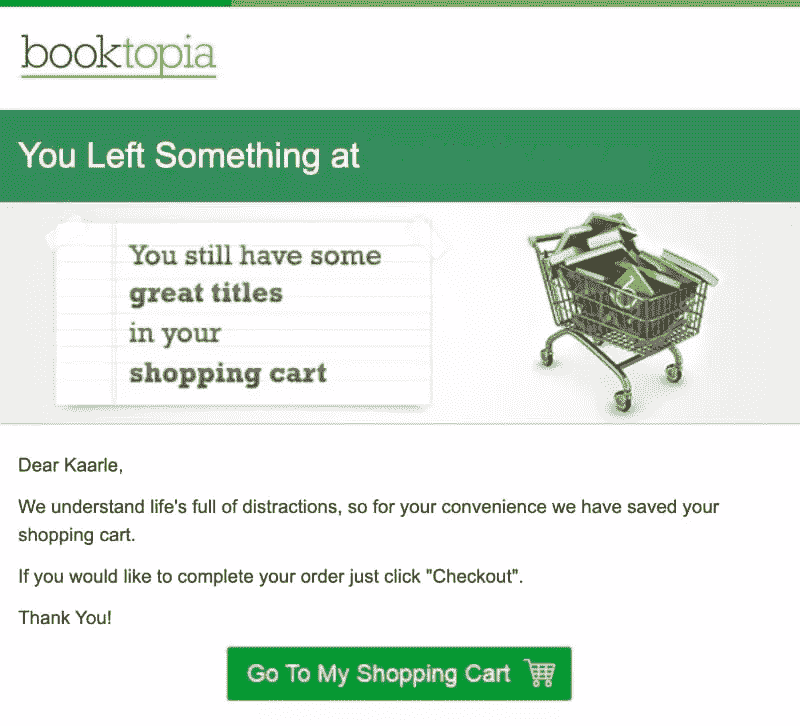 booktopia
You Left Something at
You still have some
great titles
in your
shopping cart
Dear Kaarle,
We understand life's full of distractions, so for your convenience we have saved your
shopping cart.
If you would like to complete your order just click "Checkout".
Thank You!
Go To My Shopping Cart